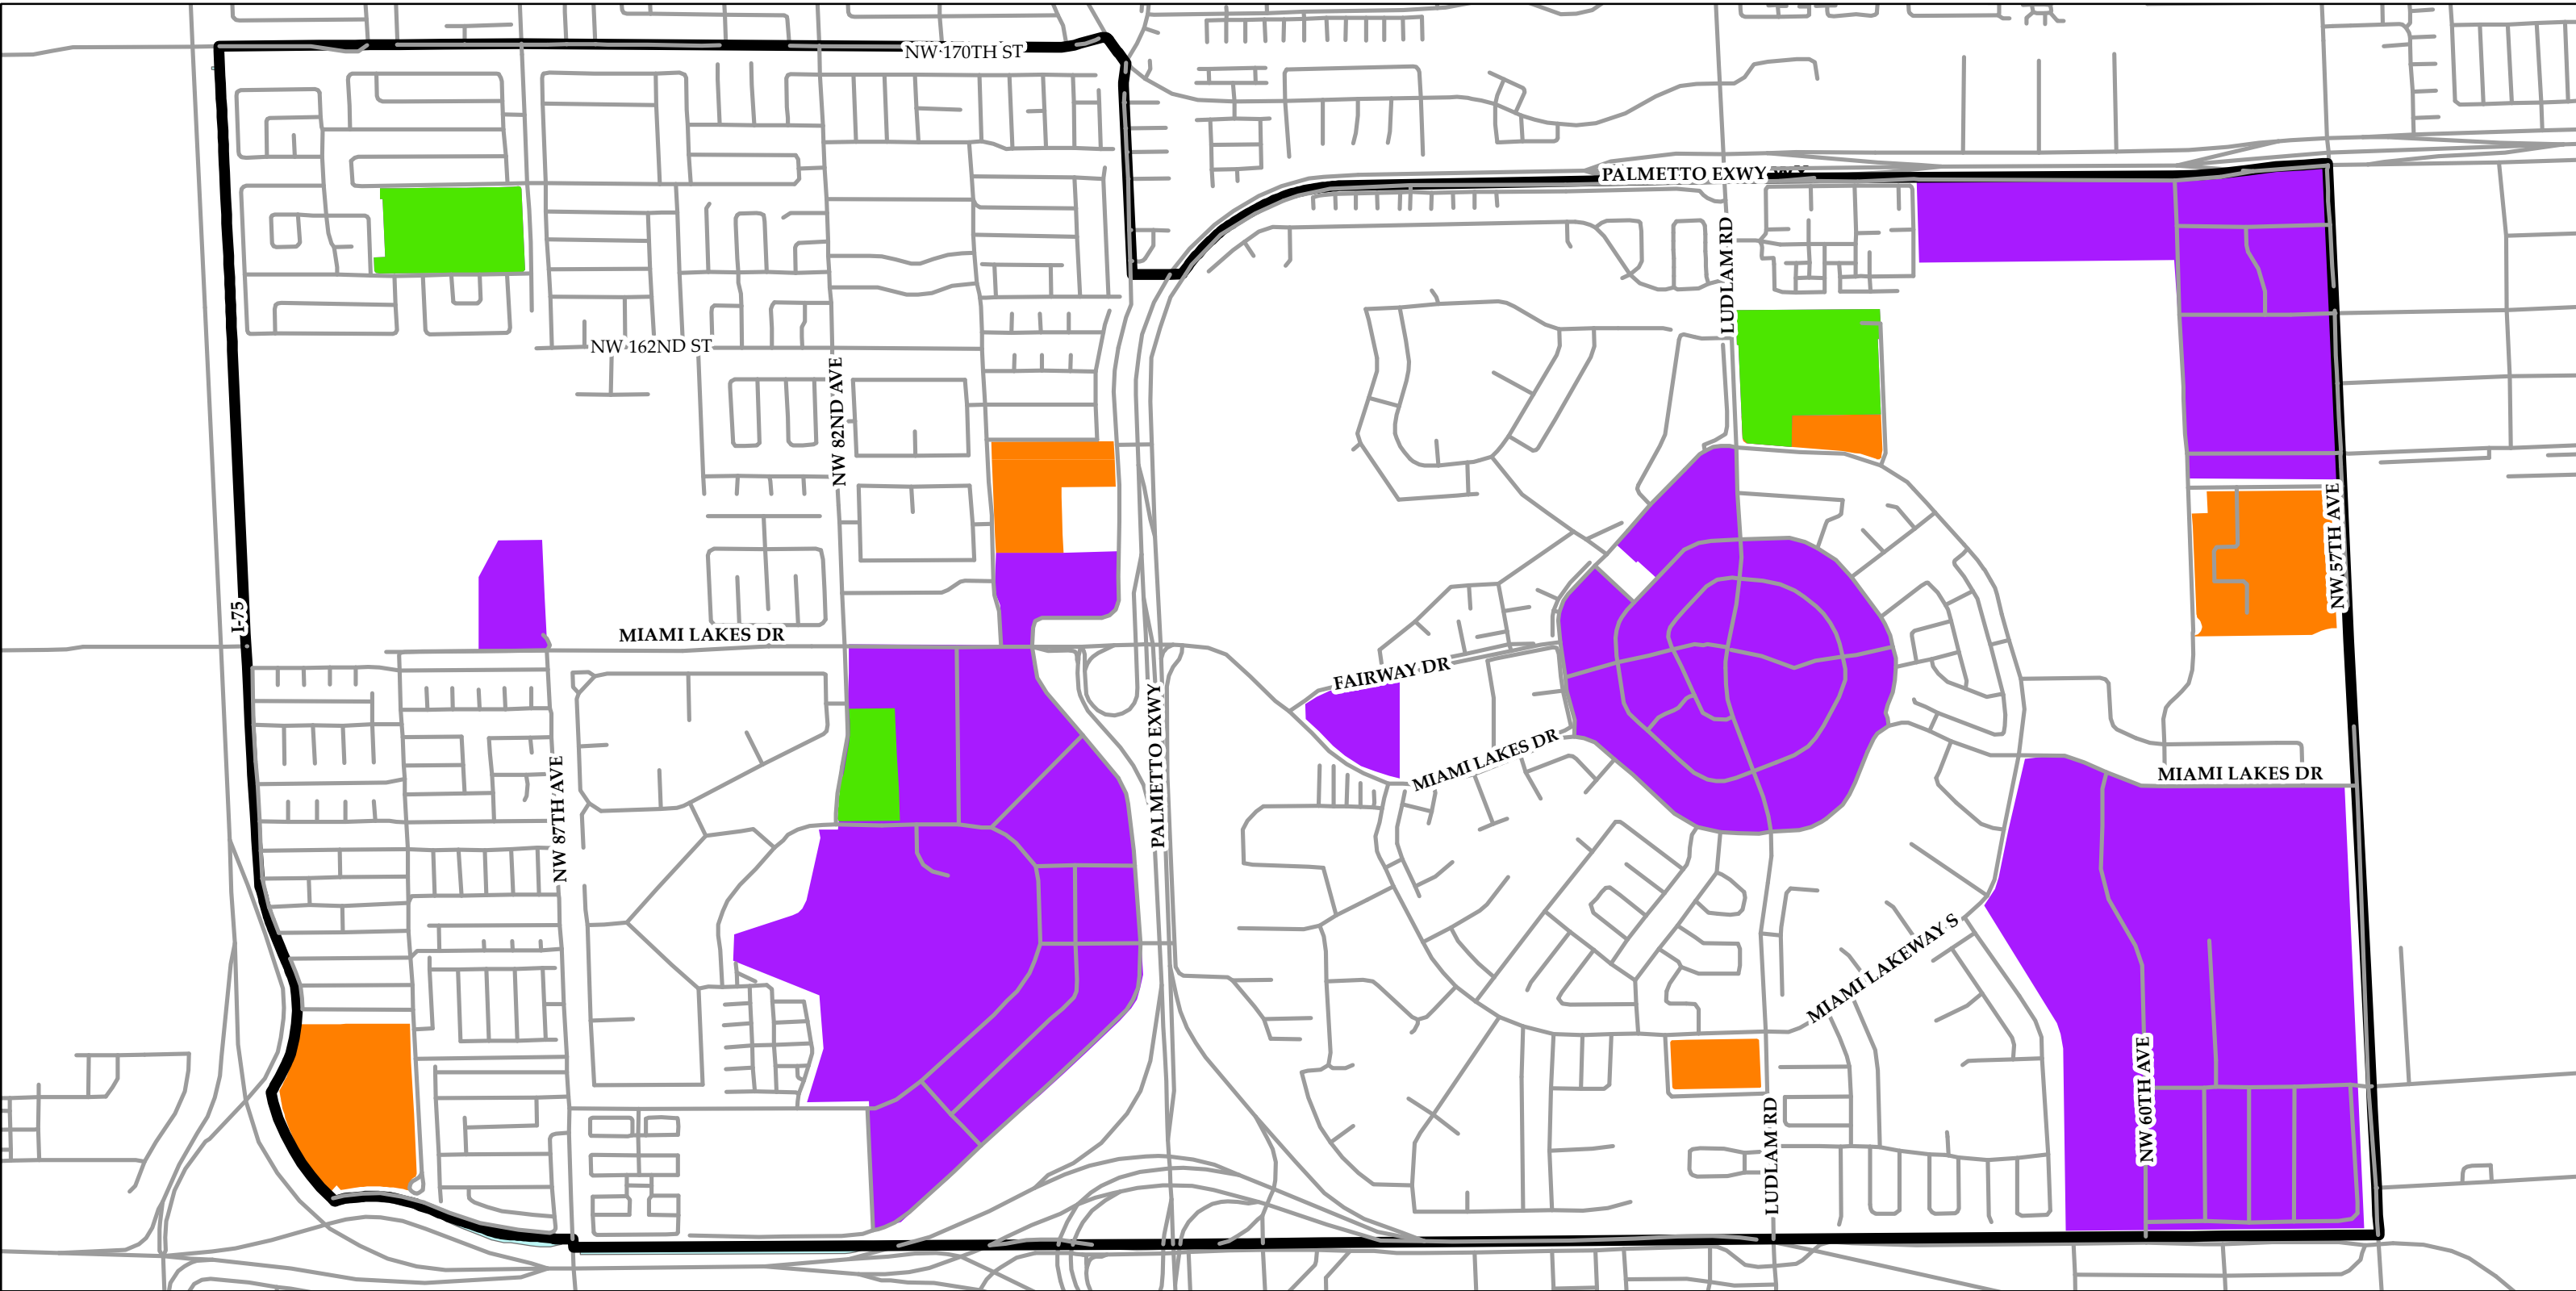 NW 170TH ST
PALMETTO EXWY
LUDLAM RD
NW 162ND ST
NW 82ND AVE
NW 57TH AVE
I-75
MIAMI LAKES DR
FAIRWAY DR
PALMETTO EXWY
MIAMI LAKES DR
NW 87TH AVE
MIAMI LAKES DR
MIAMI LAKEWAY S
NW 60TH AVE
LUDLAM RD